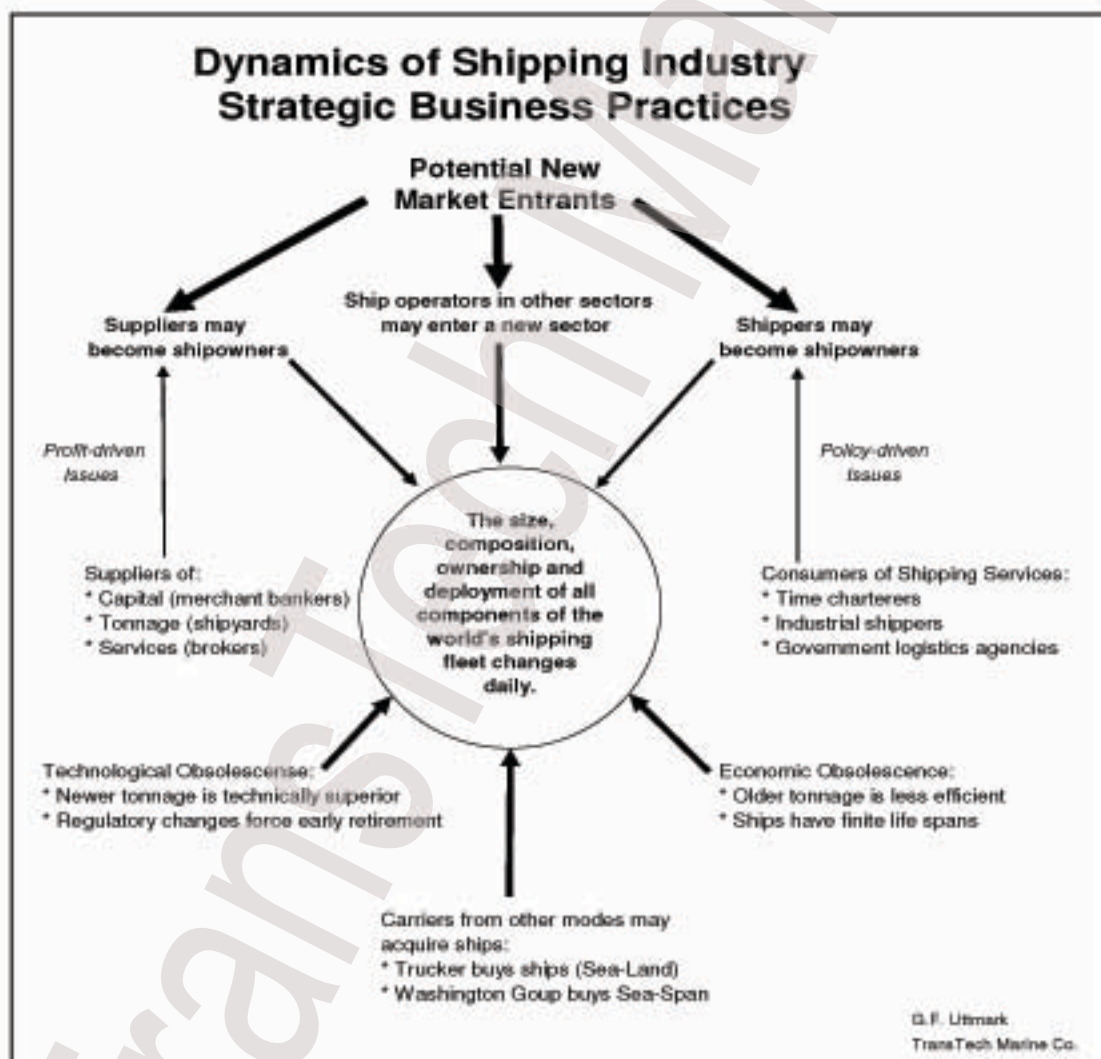 Dynamics of Shipping Industry
Strategic Business Practices
Potential New
Market Entrants
Suppliers may
become shipowners
Ship operators in other sectors
may enter a new sector
Shippers may
become shipowners
Profit-driven
Issues
Policy-driven
Issues
The size,
composition,
ownership and
deployment of all
components of the
world's shipping
fleet changes
daily.
Suppliers of:
* Capital (merchant bankers)
* Tonnage (shipyards)
* Services (brokers)
Consumers of Shipping Services:
* Time charterers
* Industrial shippers
* Government logistics agencies
Technological Obsolescense:
* Newer tonnage is technically superior
* Regulatory changes force early retirement
Economic Obsolescence:
* Older tonnage is less efficient
* Ships have finite life spans
Carriers from other modes may
acquire ships:
* Trucker buys ships (Sea-Land)
* Washington Goup buys Sea-Span
G.F. Uttmark
TransTech Marine Co.
Trans Tech Mar